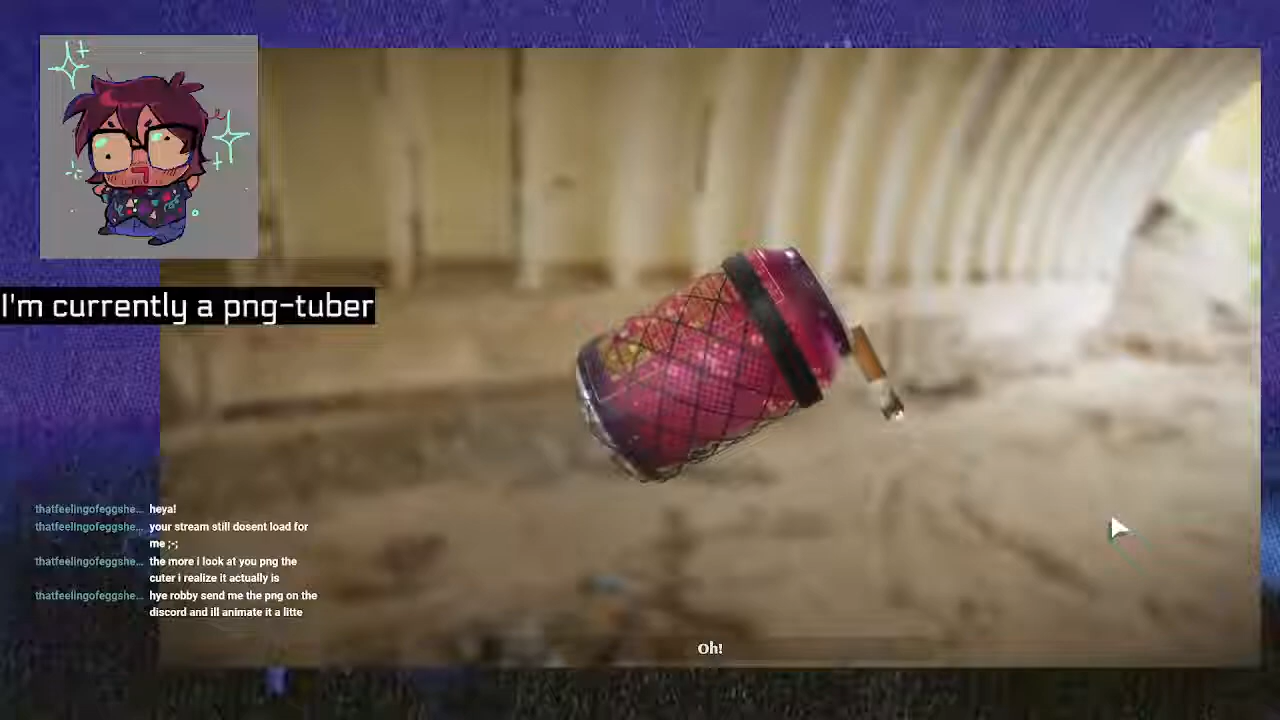 I'm currently a png-tuber
thatfeelingofeggshe... heya!
thatfeelingofeggshe... your stream still dosent load for
me ;-;
thatfeelingofeggshe... the more i look at you png the
cuter i realize it actually is
thatfeelingofeggshe... hye robby send me the png on the
discord and ill animate it a litte
Oh!